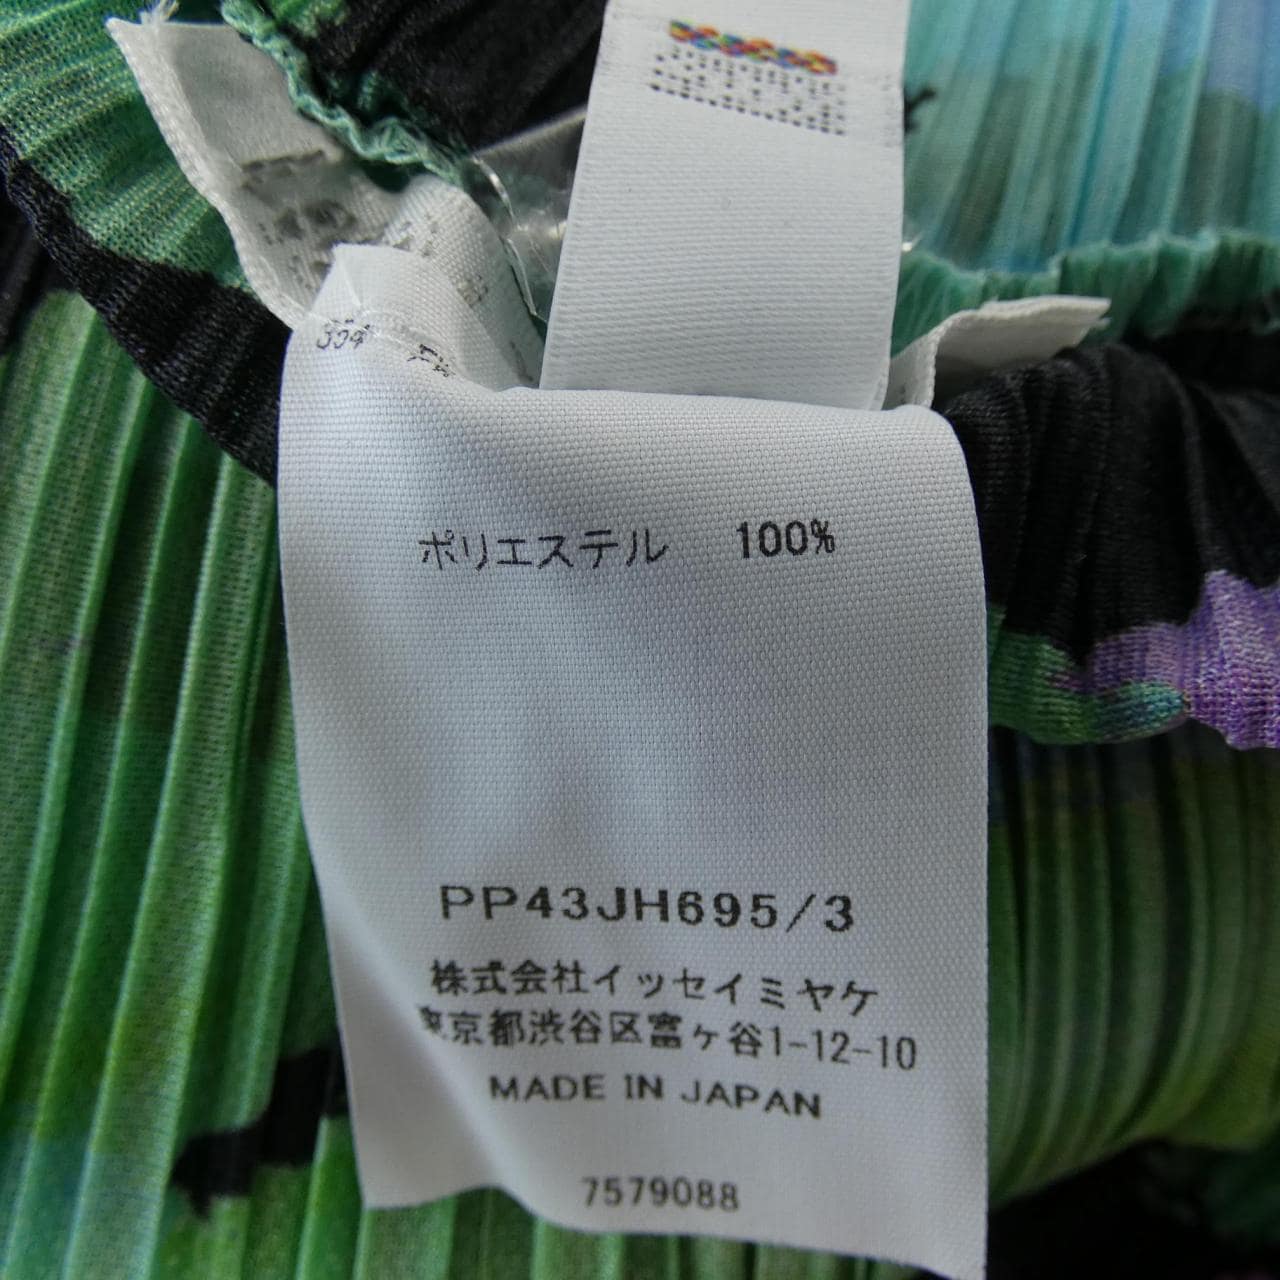 ポリエステル 100%
PP43JH695/3
株式会社イッセイミヤケ
東京都渋谷区富ヶ谷1-12-10
MADE IN JAPAN
7579088